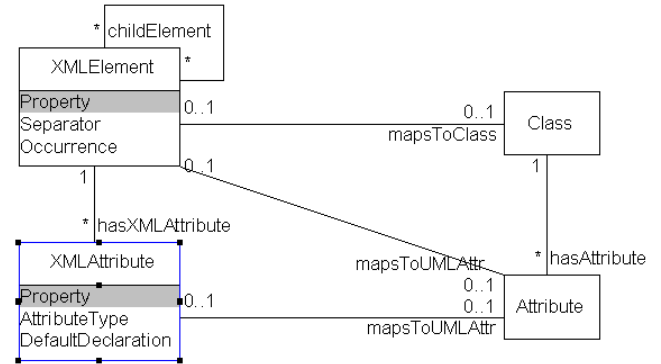 * childElement
XMLElement
*
Property
0..1
0..1
Separator
mapsToClass
Class
Occurrence
0..1
1
1
* hasXMLAttribute
XMLAttribute
mapsToUMLAttr
* hasAttribute
0..1
Property
0..1
0..1
Attribute
AttributeType
mapsToUMLAttr
DefaultDeclaration